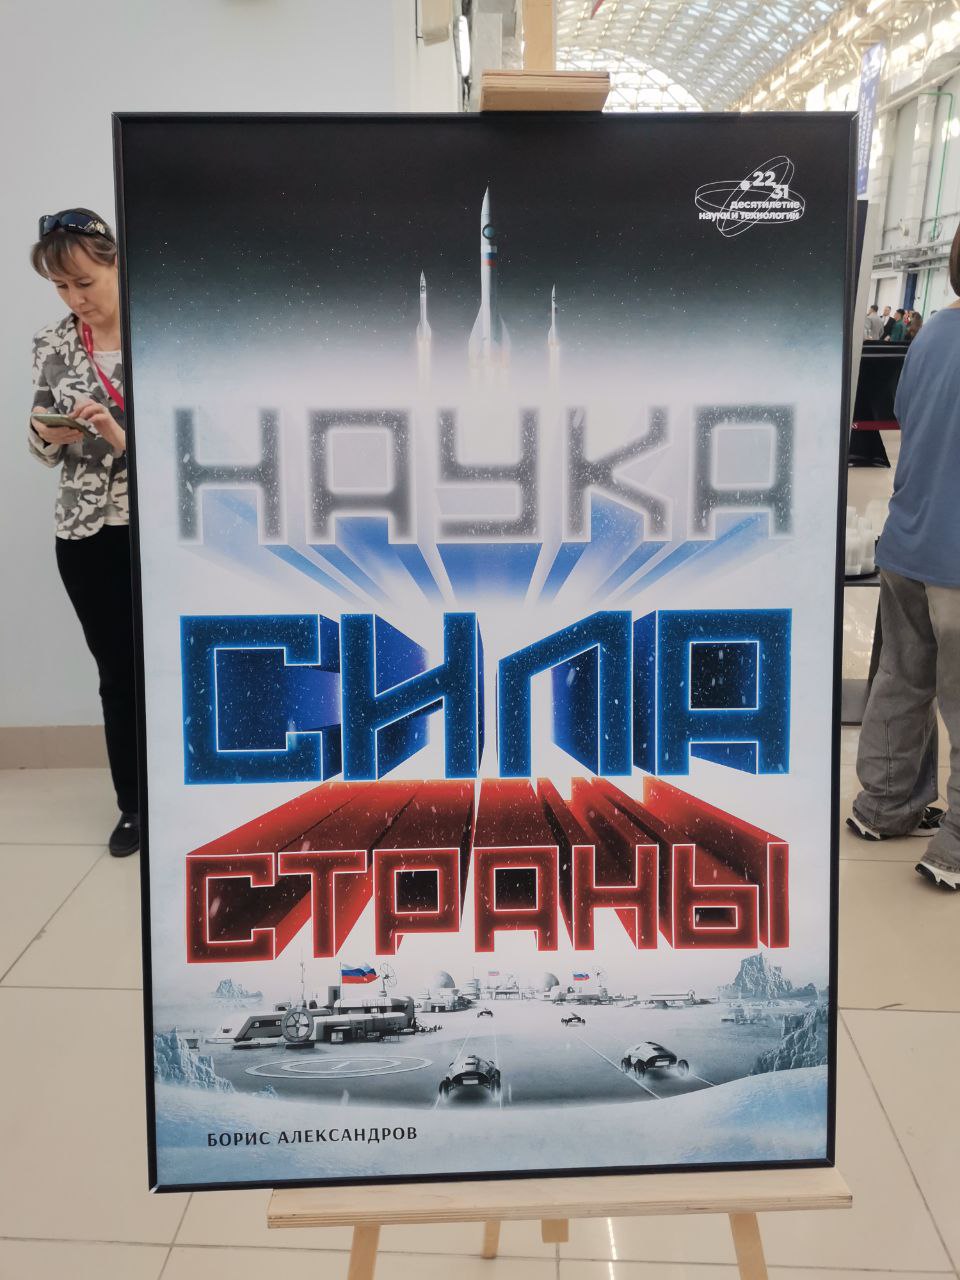 22
31
десятилетие
науки и технологий
НАУКА
СИЛА
СТРАНЫ
БОРИС АЛЕКСАНДРОВ